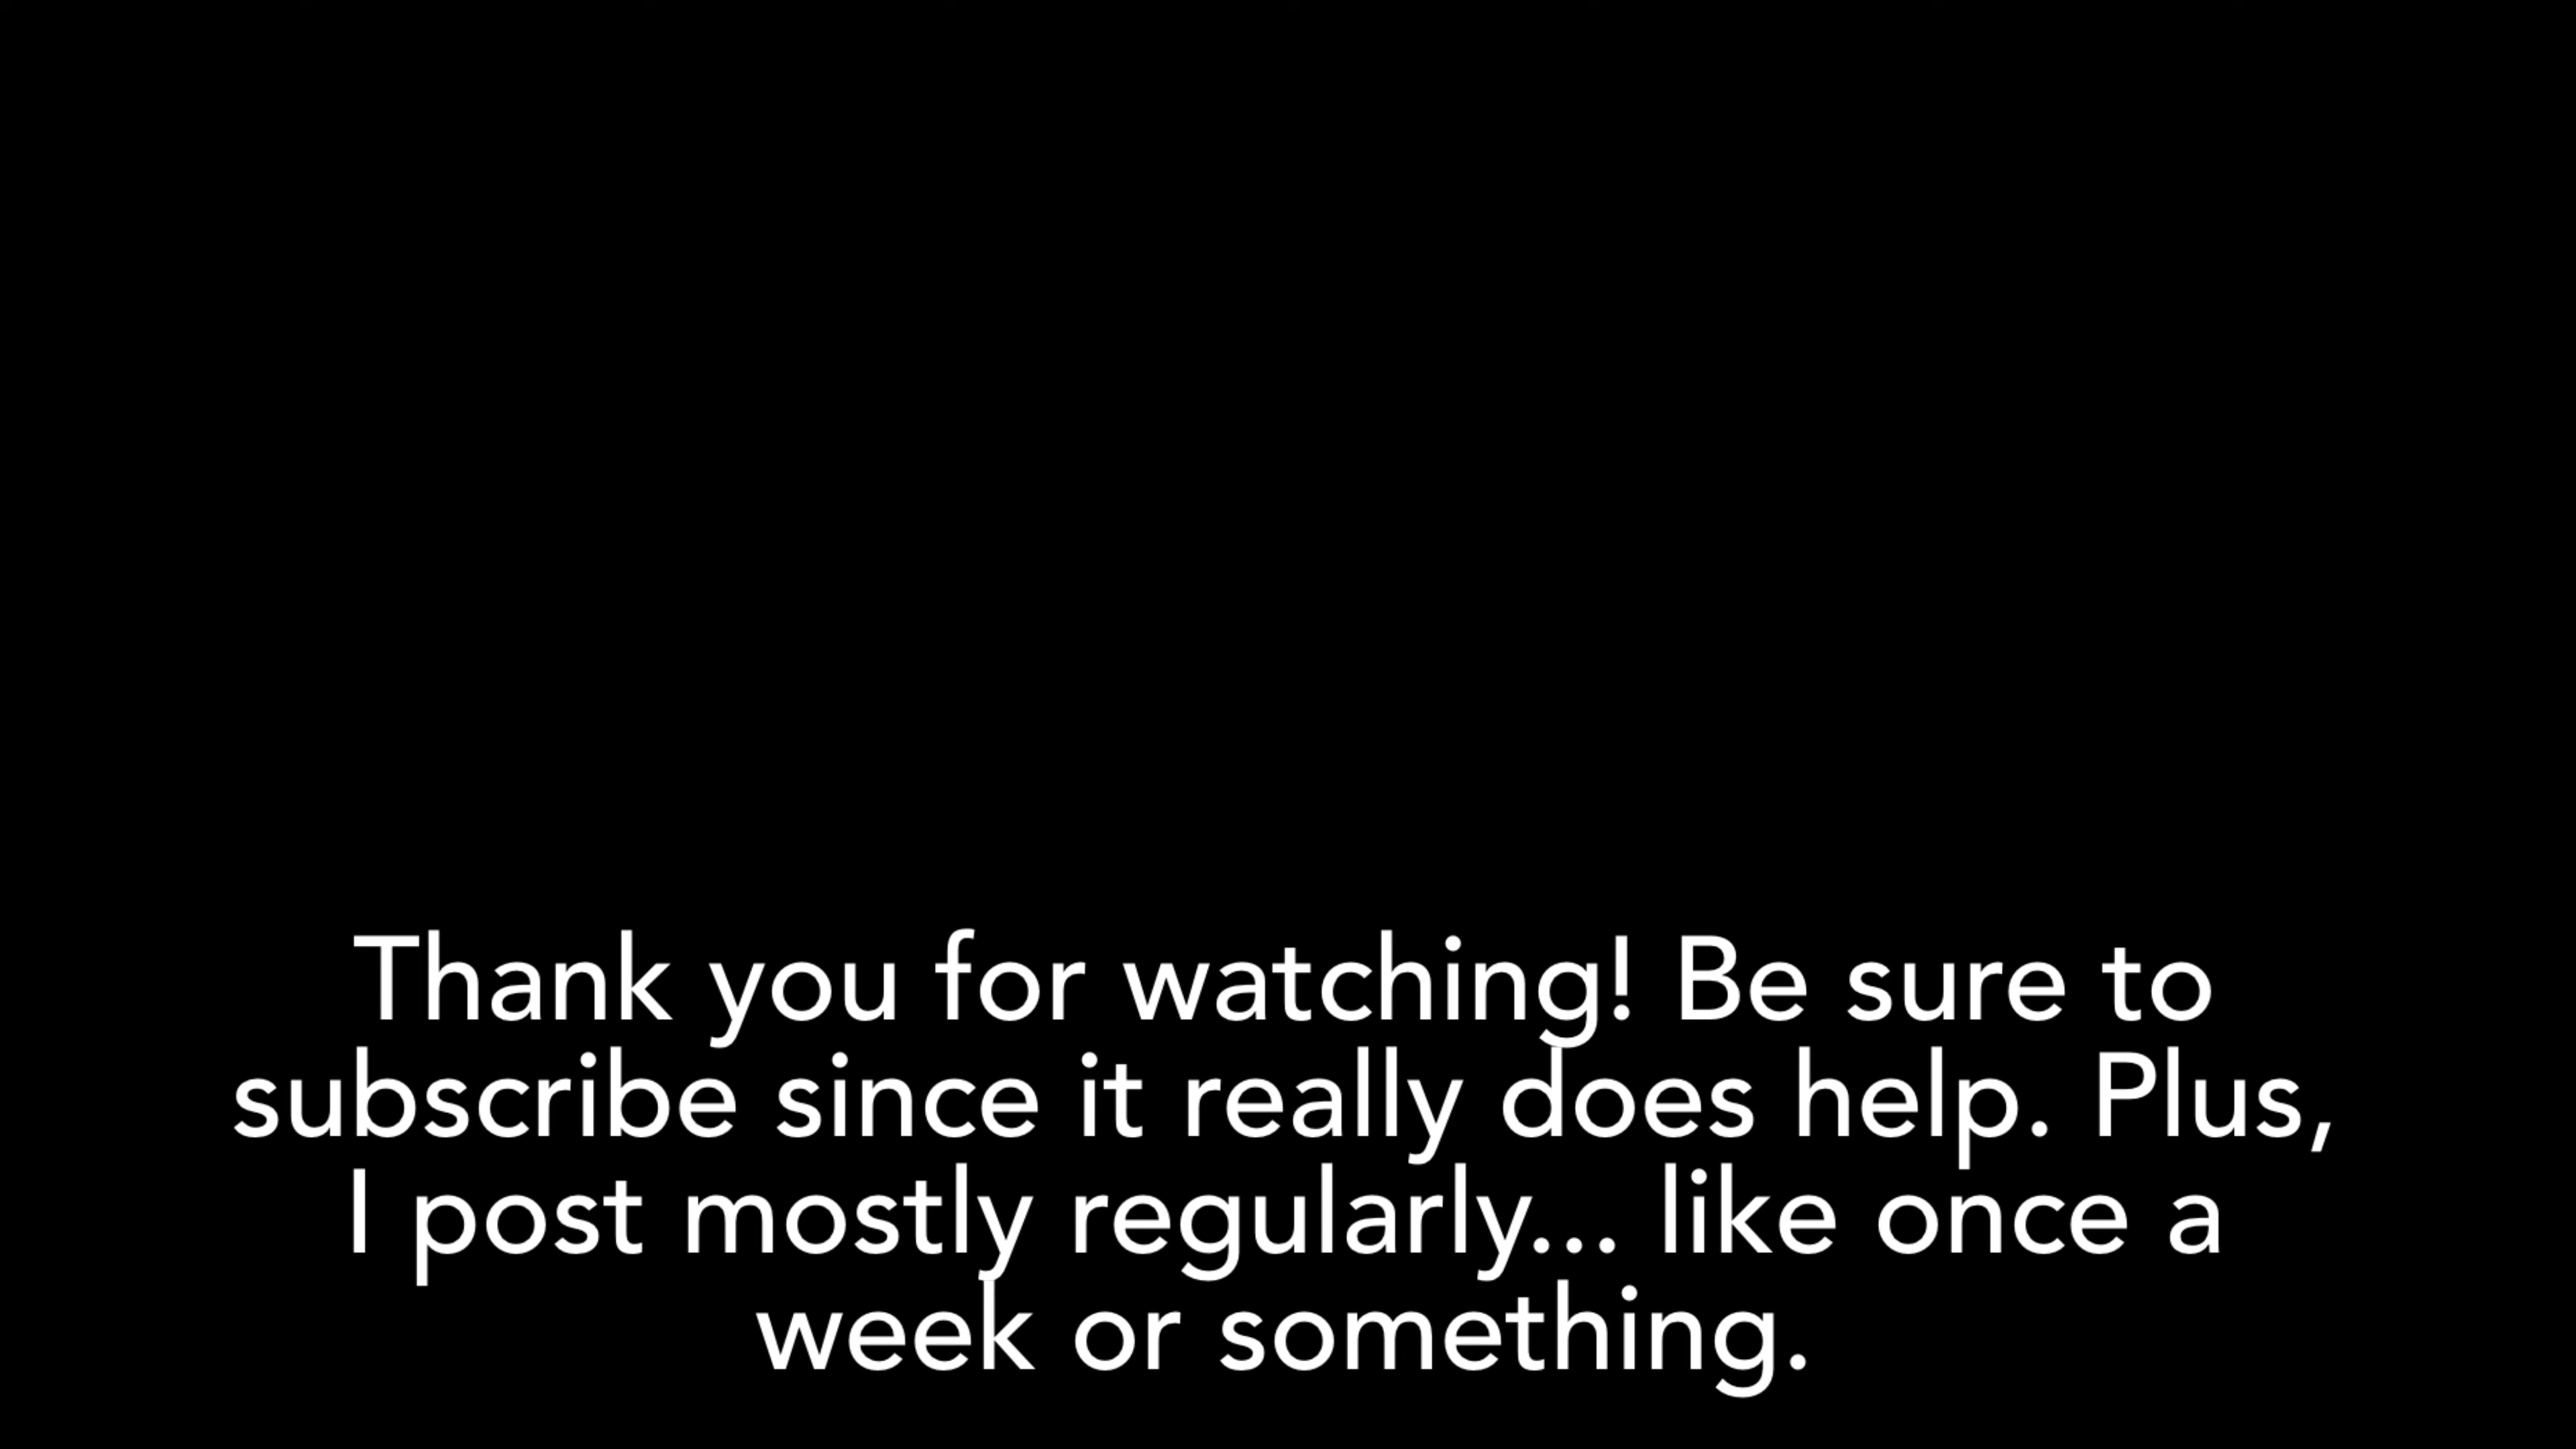 Thank you for watching! Be sure to
subscribe since it really does help. Plus,
I post mostly regularly... like once a
week or something.